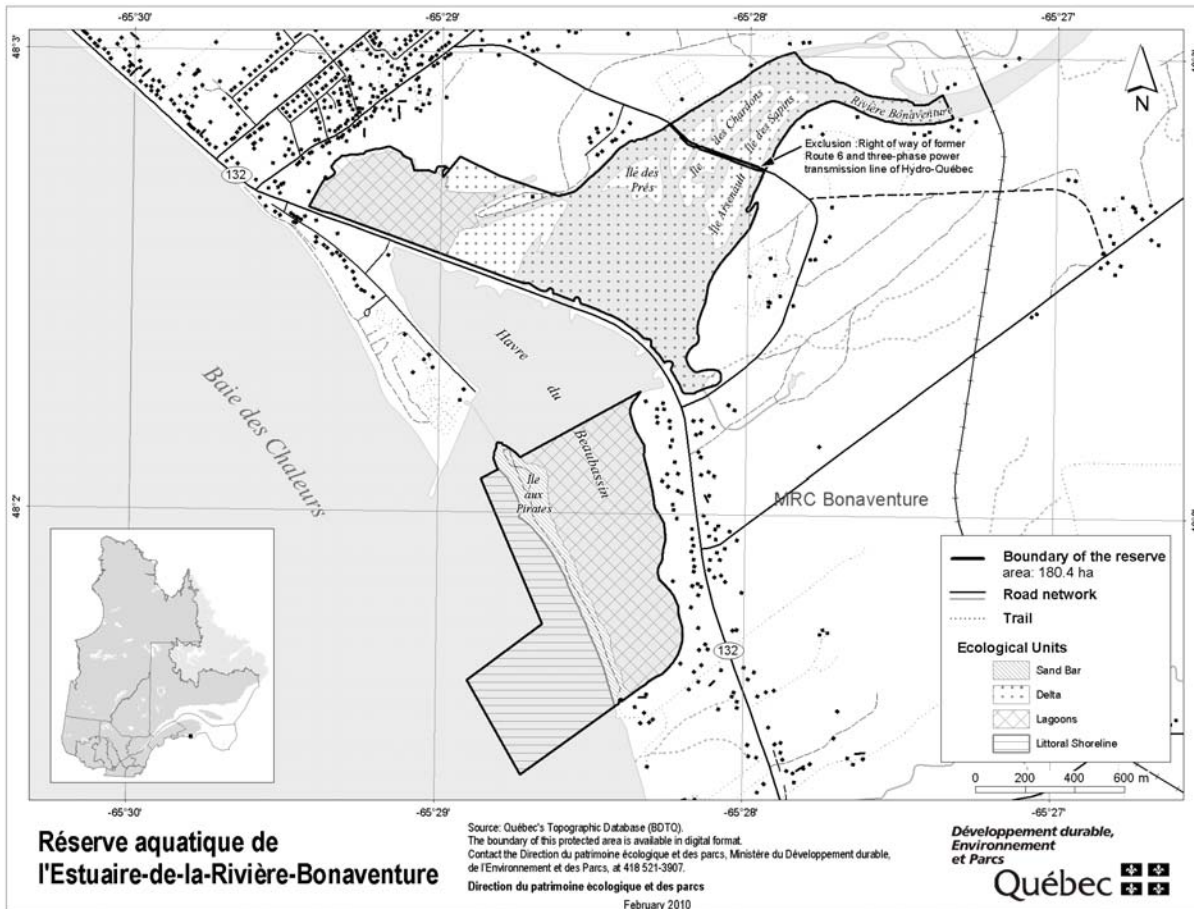 -65°30'
-65°29'
-65°28'
-65°27'
48°3'
N
Rivière Bonaventure
Île des Chardons
Île des Sapins
Exclusion :Right of way of former
Route 6 and three-phase power
transmission line of Hydro-Québec
132
Île des
Prés
Île Arsenault
Havre
du
Beaubassin
Baie des Chaleurs
Île
aux
Pirates
48°2'
MRC Bonaventure
132
Boundary of the reserve
area: 180.4 ha
Road network
Trail
Ecological Units
Sand Bar
Delta
Lagoons
Littoral Shoreline
0 200 400 600 m
-65°30'
-65°29'
-65°28'
-65°27'
Réserve aquatique de
l'Estuaire-de-la-Rivière-Bonaventure
Source: Québec's Topographic Database (BDTQ).
The boundary of this protected area is available in digital format.
Contact the Direction du patrimoine écologique et des parcs, Ministère du Développement durable,
de l'Environnement et des Parcs, at 418 521-3907.
Direction du patrimoine écologique et des parcs
February 2010
Développement durable,
Environnement
et Parcs
Québec